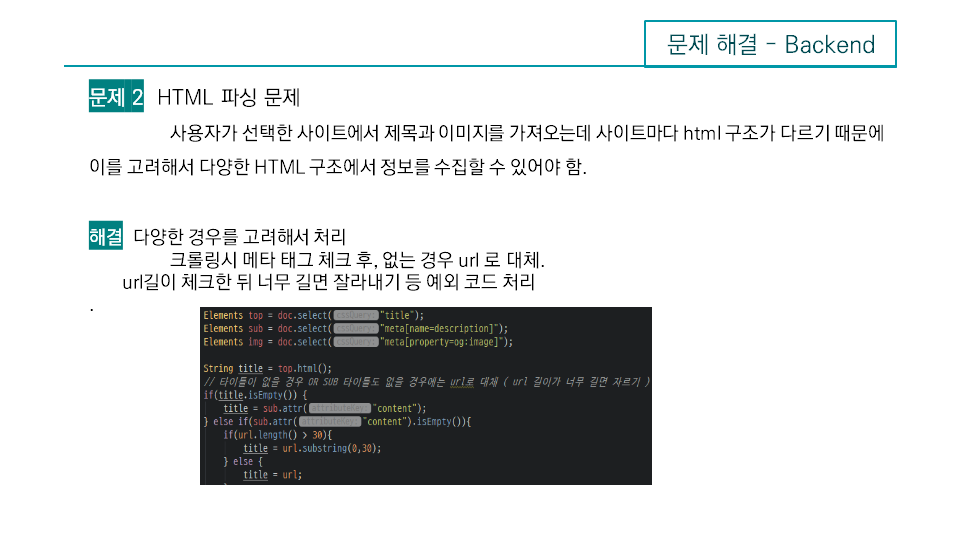 문제 해결 - Backend
문제 2 HTML 파싱 문제
사용자가 선택한 사이트에서 제목과 이미지를 가져오는데 사이트마다 html 구조가 다르기 때문에
이를 고려해서 다양한 HTML 구조에서 정보를 수집할 수 있어야 함.
해결 다양한 경우를 고려해서 처리
크롤링시 메타 태그 체크 후, 없는 경우 url 로 대체.
url길이 체크한 뒤 너무 길면 잘라내기 등 예외 코드 처리
.
Elements top = doc.select( cssQuery: "title");
Elements sub = doc.select( cssQuery: "meta[name=description]");
Elements img = doc.select( cssQuery: "meta[property=og:image]");
String title = top.html();
// 타이틀이 없을 경우 OR SUB 타이틀도 없을 경우에는 url로 대체 ( url 길이가 너무 길면 자르기 )
if(title.isEmpty()) {
title = sub.attr( attributeKey: "content");
} else if(sub.attr( attributeKey: "content").isEmpty()){
if(url.length() > 30){
title = url.substring(0,30);
} else {
title = url;